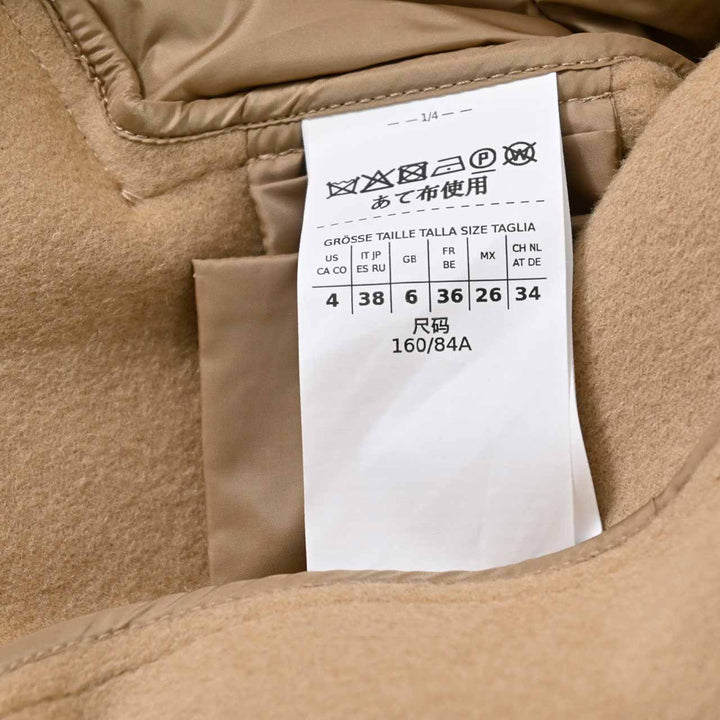 1/4
P W
あて布使用
GRÖSSE TAILLE TALLA SIZE TAGLIA
US IT JP GB FR MX CH NL
CA CO ES RU BE AT DE
4 38 6 36 26 34
尺码
160/84A